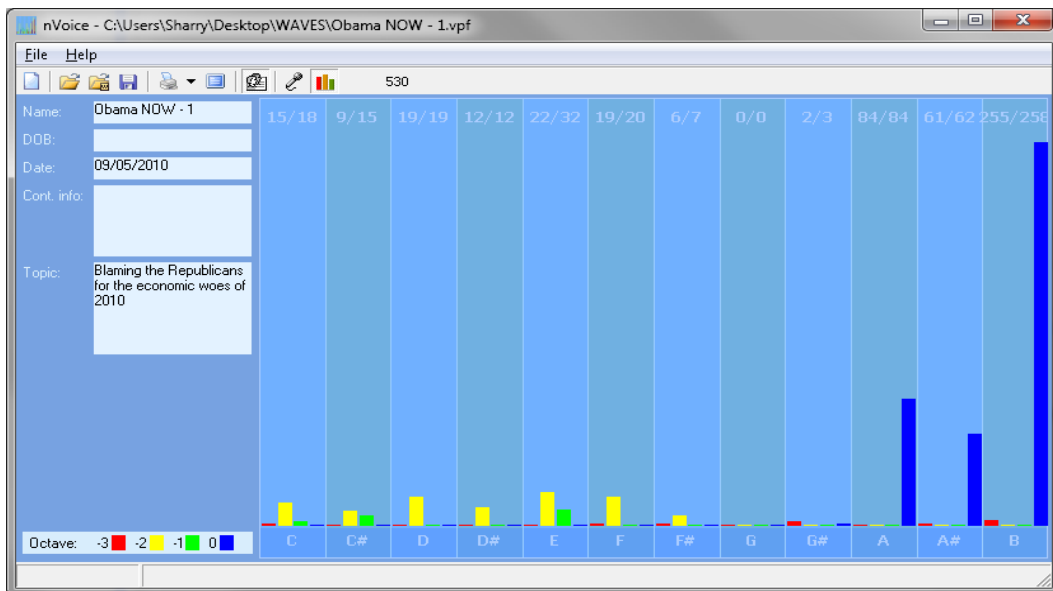 nVoice - C:\Users\Sharry\Desktop\WAVES\Obama NOW - 1.vpf
File Help
530
Name: Obama NOW - 1
DOB:
Date: 09/05/2010
Cont. info:
Topic: Blaming the Republicans
for the economic woes of
2010
Octave: -3 -2 -1 0
15/18 9/15 19/19 12/12 22/32 19/20 6/7 0/0 2/3 84/84 61/62 255/258
C C# D D# E F F# G G# A A# B